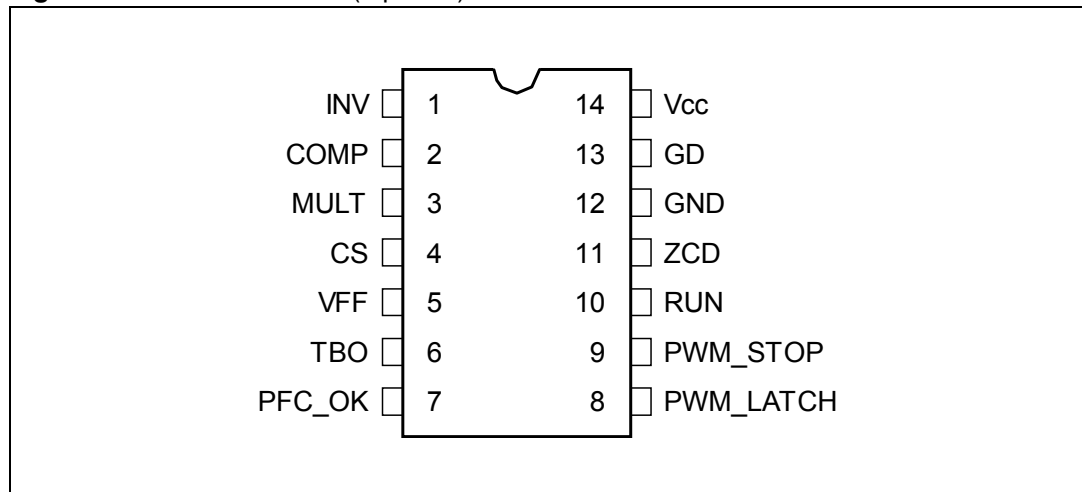 INV 1 14 Vcc
COMP 2 13 GD
MULT 3 12 GND
CS 4 11 ZCD
VFF 5 10 RUN
TBO 6 9 PWM_STOP
PFC_OK 7 8 PWM_LATCH